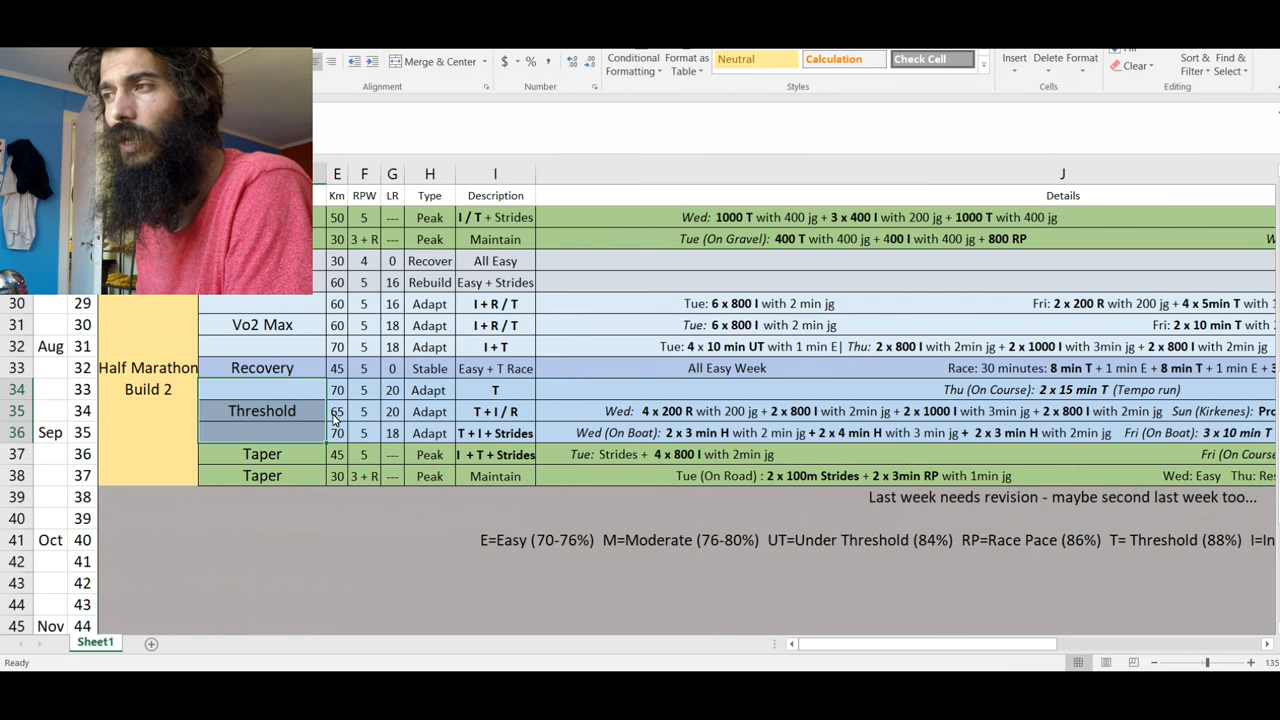 Merge & Center
$ % ,
Conditional Formatting
Format as Table
Neutral
Calculation
Check Cell
Insert
Delete
Format
Clear
Sort & Filter
Find & Select
Alignment
Number
Styles
Cells
Editing
E F G H I J
Km RPW LR Type Description Details
50 5 --- Peak I / T + Strides Wed: 1000 T with 400 jg + 3 x 400 I with 200 jg + 1000 T with 400 jg
30 3 + R --- Peak Maintain Tue (On Gravel): 400 T with 400 jg + 400 I with 400 jg + 800 RP W
30 4 0 Recover All Easy
60 5 16 Rebuild Easy + Strides
30 29 60 5 16 Adapt I + R / T Tue: 6 x 800 I with 2 min jg Fri: 2 x 200 R with 200 jg + 4 x 5min T with 1
31 30 Vo2 Max 60 5 18 Adapt I + R / T Tue: 6 x 800 I with 2 min jg Fri: 2 x 10 min T
32 Aug 31 70 5 18 Adapt I + T Tue: 4 x 10 min UT with 1 min E| Thu: 2 x 800 I with 2min jg + 2 x 1000 I with 3min jg + 2 x 800 I with 2min jg
33 32 Half Marathon Recovery 45 5 0 Stable Easy + T Race All Easy Week Race: 30 minutes: 8 min T + 1 min E + 8 min T + 1 min E + 3
34 33 Build 2 70 5 20 Adapt T Thu (On Course): 2 x 15 min T (Tempo run)
35 34 Threshold 65 5 20 Adapt T + I / R Wed: 4 x 200 R with 200 jg + 2 x 800 I with 2min jg + 2 x 1000 I with 3min jg + 2 x 800 I with 2min jg Sun (Kirkenes): Pro
36 Sep 35 70 5 18 Adapt T + I + Strides Wed (On Boat): 2 x 3 min H with 2 min jg + 2 x 4 min H with 3 min jg + 2 x 3 min H with 2min jg Fri (On Boat): 3 x 10 min T
37 36 Taper 45 5 --- Peak I + T + Strides Tue: Strides + 4 x 800 I with 2min jg Fri (On Co
38 37 Taper 30 3 + R --- Peak Maintain Tue (On Road) : 2 x 100m Strides + 2 x 3min RP with 1min jg Wed: Easy Thu: Res
39 38 Last week needs revision - maybe second last week too...
40 39
41 Oct 40 E=Easy (70-76%) M=Moderate (76-80%) UT=Under Threshold (84%) RP=Race Pace (86%) T= Threshold (88%) I=In
42 41
43 42
44 43
45 Nov 44
Sheet1
Ready
135